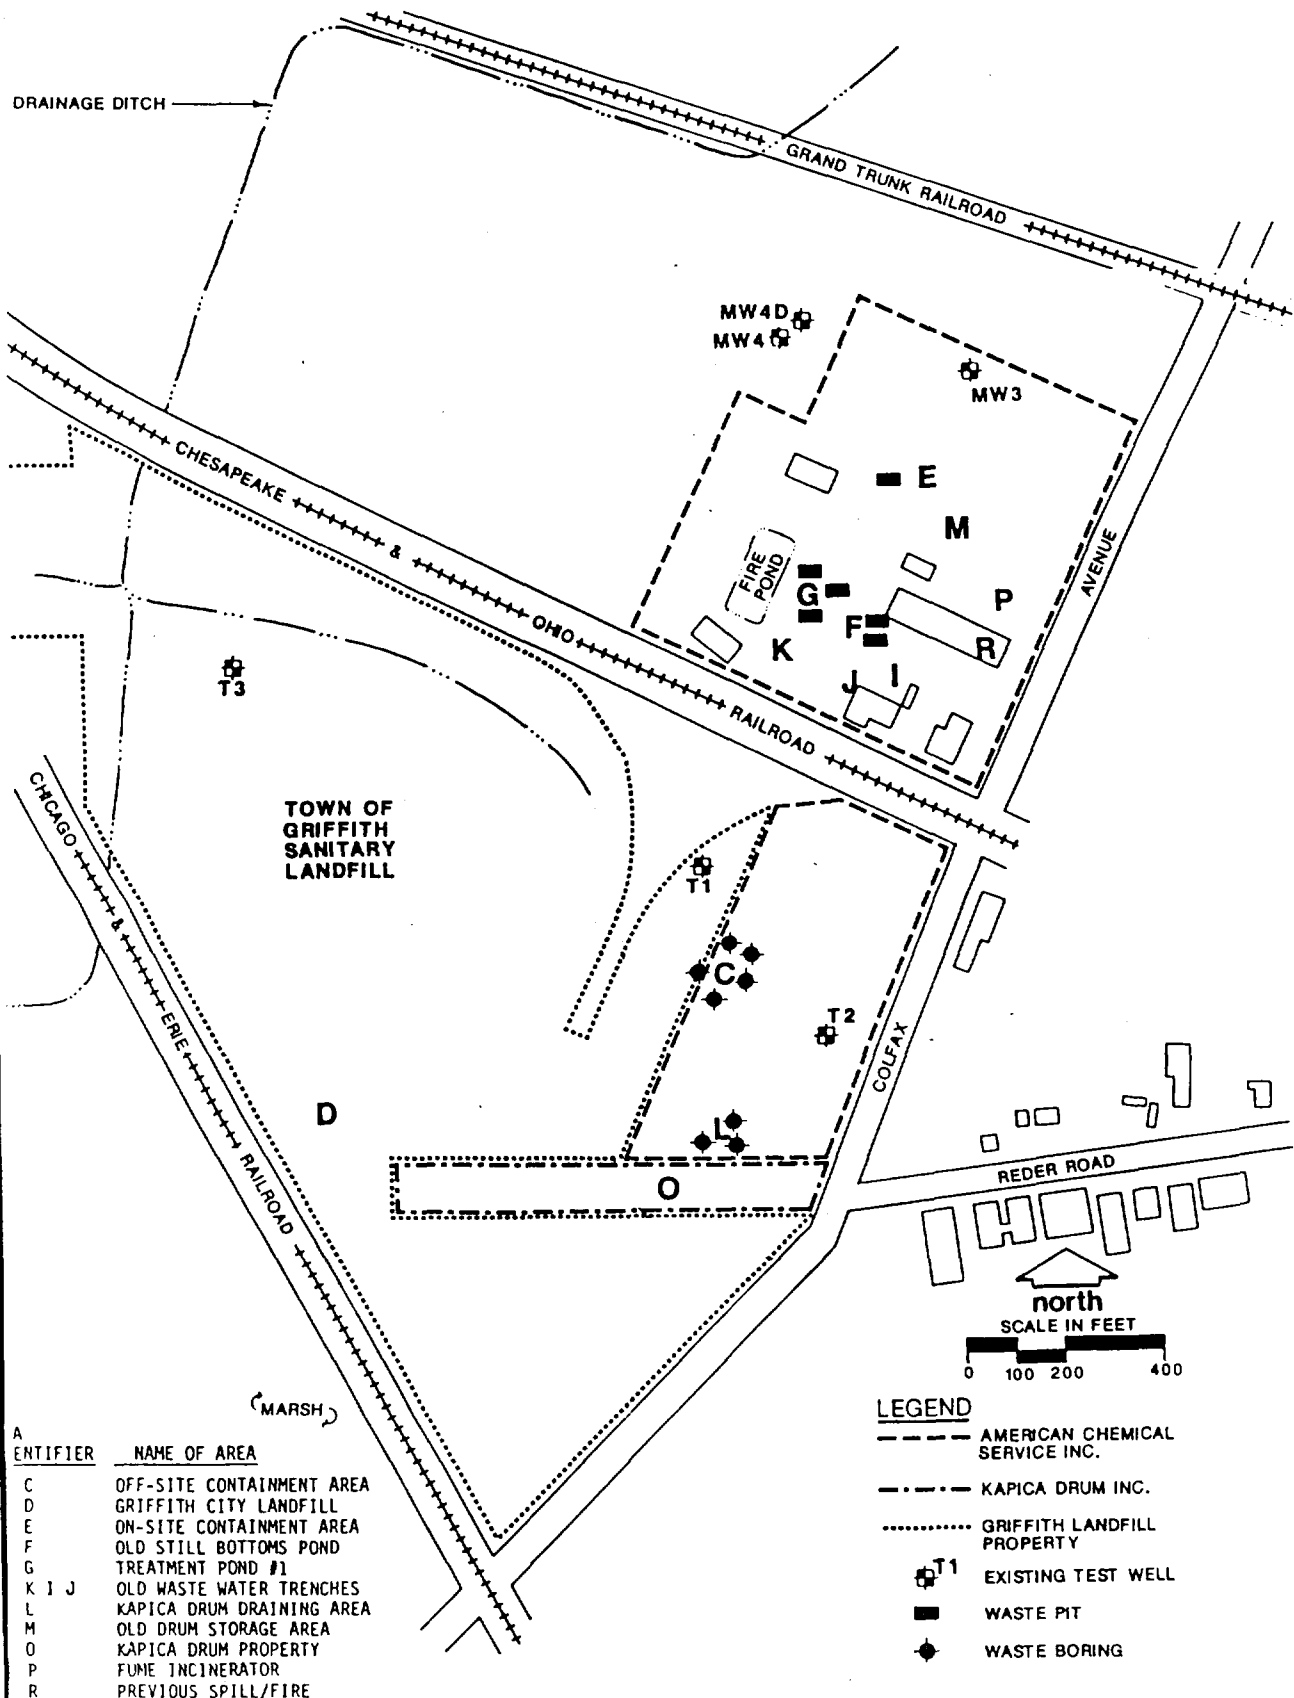 DRAINAGE DITCH
GRAND TRUNK RAILROAD
MW4D
MW4
MW3
CHESAPEAKE & OHIO RAILROAD
E
M
FIRE
POND
AVENUE
G
P
F
R
K
J
I
T3
CHICAGO & ERIE RAILROAD
TOWN OF
GRIFFITH
SANITARY
LANDFILL
T1
C
T2
COLFAX
D
L
O
REDER ROAD
north
SCALE IN FEET
0 100 200 400
MARSH
A
ENTIFIER NAME OF AREA
C OFF-SITE CONTAINMENT AREA
D GRIFFITH CITY LANDFILL
E ON-SITE CONTAINMENT AREA
F OLD STILL BOTTOMS POND
G TREATMENT POND #1
K I J OLD WASTE WATER TRENCHES
L KAPICA DRUM DRAINING AREA
M OLD DRUM STORAGE AREA
O KAPICA DRUM PROPERTY
P FUME INCINERATOR
R PREVIOUS SPILL/FIRE
LEGEND
AMERICAN CHEMICAL
SERVICE INC.
KAPICA DRUM INC.
GRIFFITH LANDFILL
PROPERTY
T1 EXISTING TEST WELL
WASTE PIT
WASTE BORING